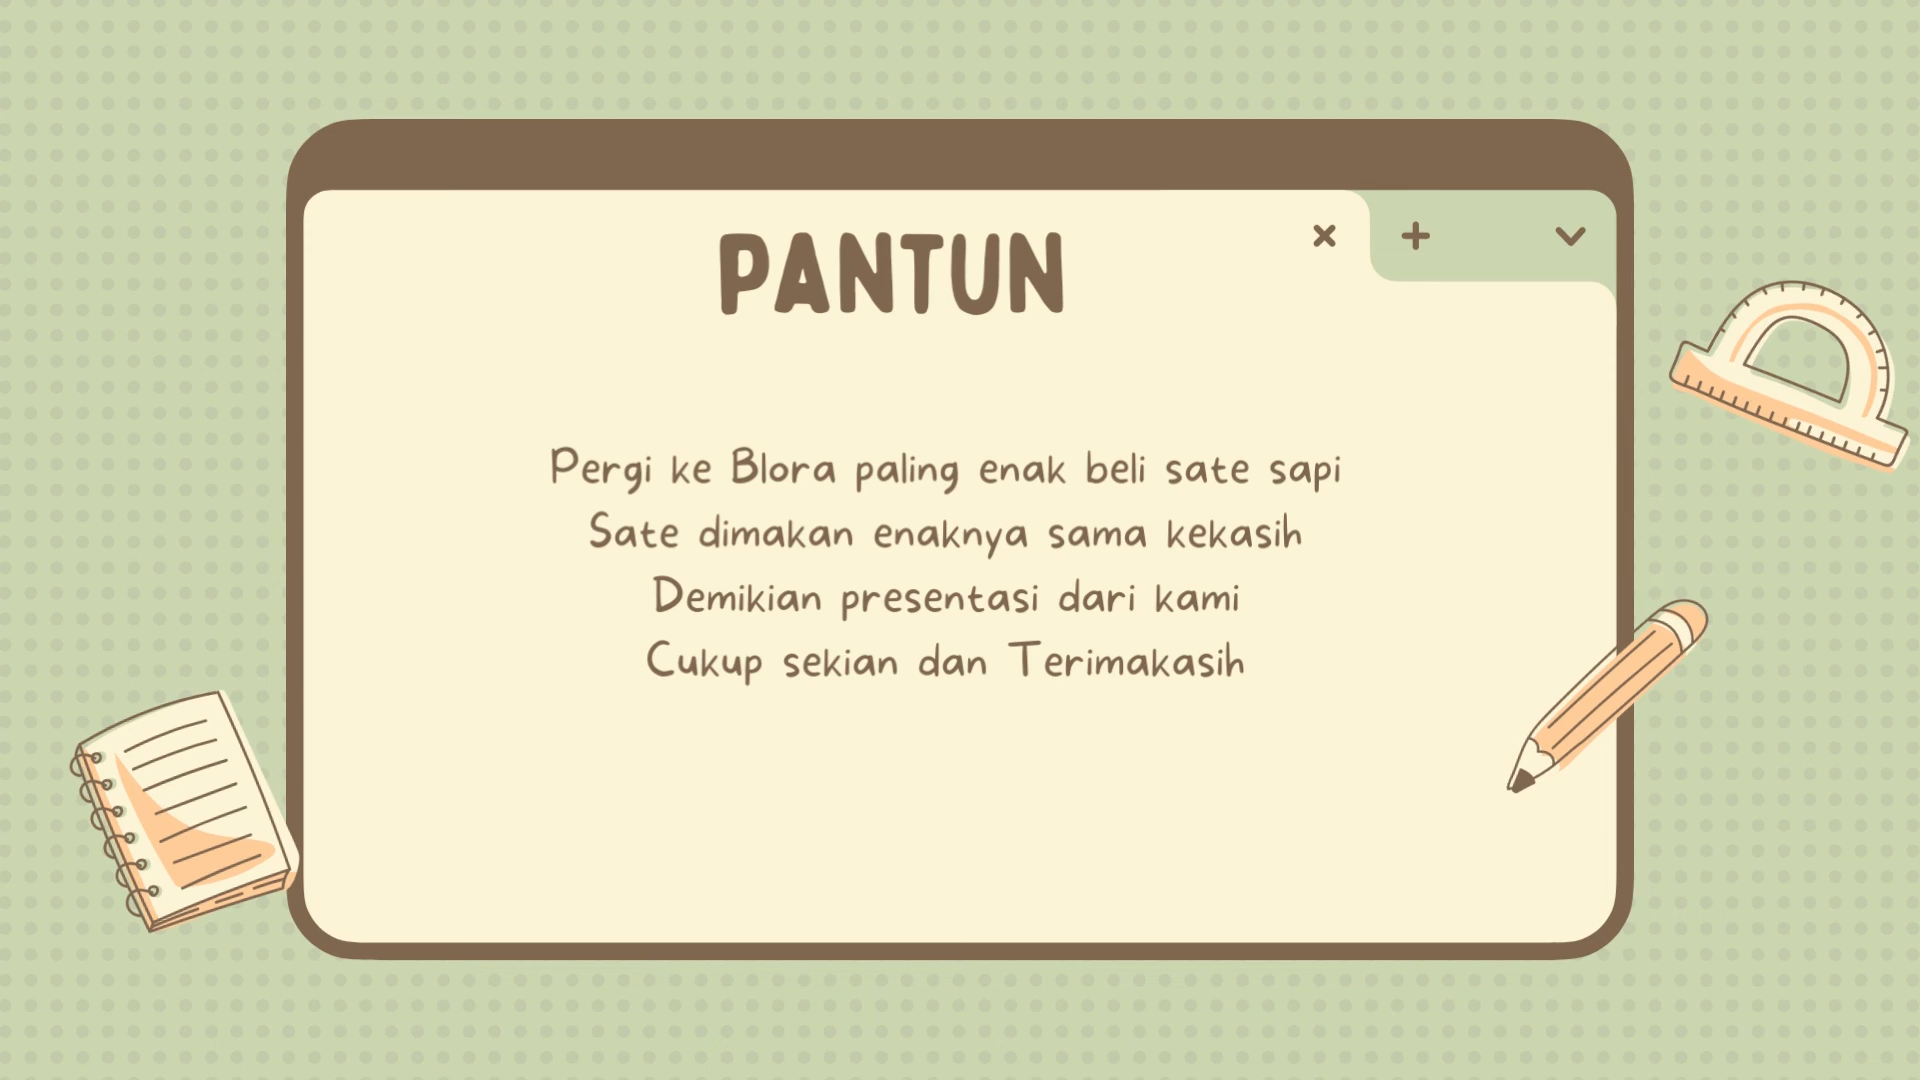 PANTUN
Pergi ke Blora paling enak beli sate sapi
Sate dimakan enaknya sama kekasih
Demikian presentasi dari kami
Cukup sekian dan Terimakasih